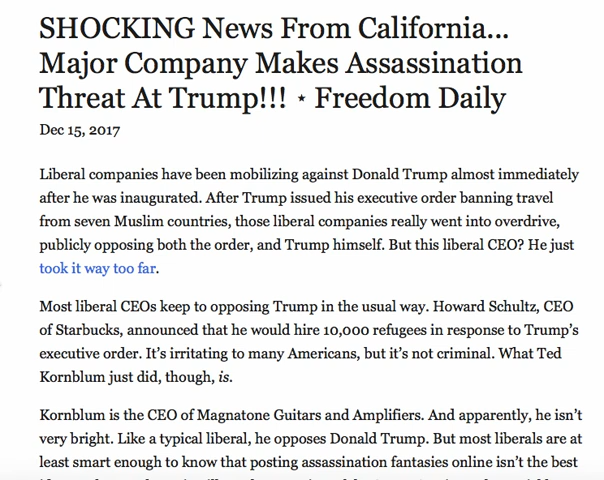 SHOCKING News From California...
Major Company Makes Assassination
Threat At Trump!!! ⋆ Freedom Daily
Dec 15, 2017
Liberal companies have been mobilizing against Donald Trump almost immediately
after he was inaugurated. After Trump issued his executive order banning travel
from seven Muslim countries, those liberal companies really went into overdrive,
publicly opposing both the order, and Trump himself. But this liberal CEO? He just
took it way too far.
Most liberal CEOs keep to opposing Trump in the usual way. Howard Schultz, CEO
of Starbucks, announced that he would hire 10,000 refugees in response to Trump's
executive order. It's irritating to many Americans, but it's not criminal. What Ted
Kornblum just did, though, is.
Kornblum is the CEO of Magnatone Guitars and Amplifiers. And apparently, he isn't
very bright. Like a typical liberal, he opposes Donald Trump. But most liberals are at
least smart enough to know that posting assassination fantasies online isn't the best